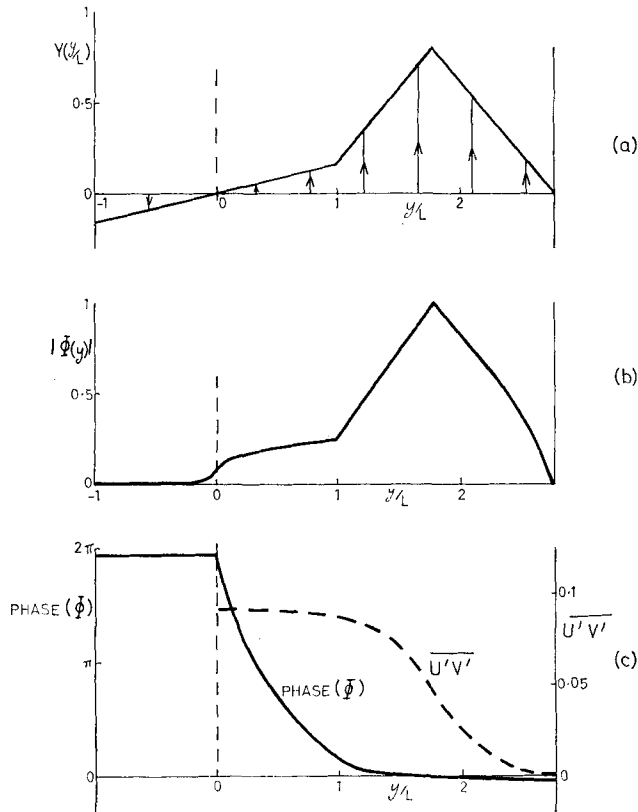 1
Y(y/L)
0·5
0
-1 0 1 y/L 2
(a)
1
|Φ(y)|
0·5
0
-1 0 1 y/L 2
(b)
2π
PHASE(Φ)
π
0
PHASE(Φ)
U'V'
0·1
U'V'
0·05
0
(c)
0 1 y/L 2